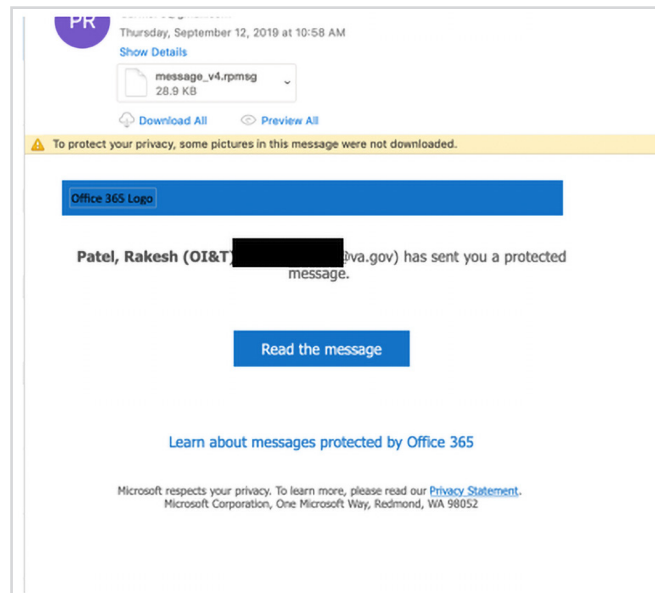 PR
Thursday, September 12, 2019 at 10:58 AM
Show Details
message_v4.rpmsg
28.9 KB
Download All Preview All
To protect your privacy, some pictures in this message were not downloaded.
Office 365 Logo
Patel, Rakesh (OI&T) @va.gov) has sent you a protected
message.
Read the message
Learn about messages protected by Office 365
Microsoft respects your privacy. To learn more, please read our Privacy Statement.
Microsoft Corporation, One Microsoft Way, Redmond, WA 98052